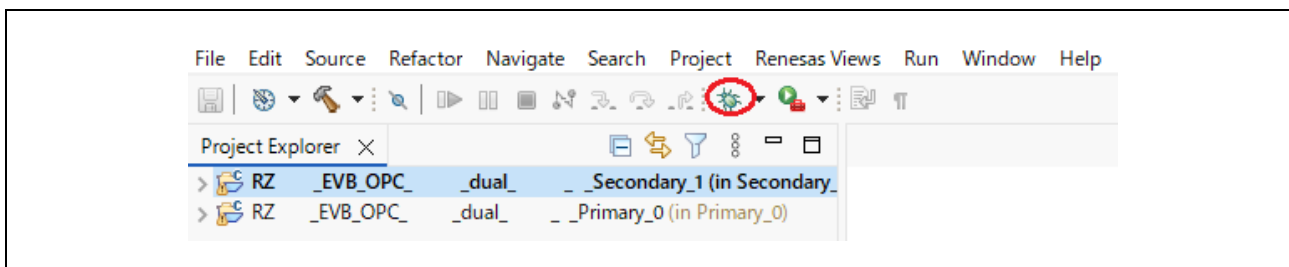 File Edit Source Refactor Navigate Search Project Renesas Views Run Window Help
Project Explorer
RZ _EVB_OPC_ _dual_ _ _Secondary_1 (in Secondary_
RZ _EVB_OPC_ _dual_ _ _Primary_0 (in Primary_0)